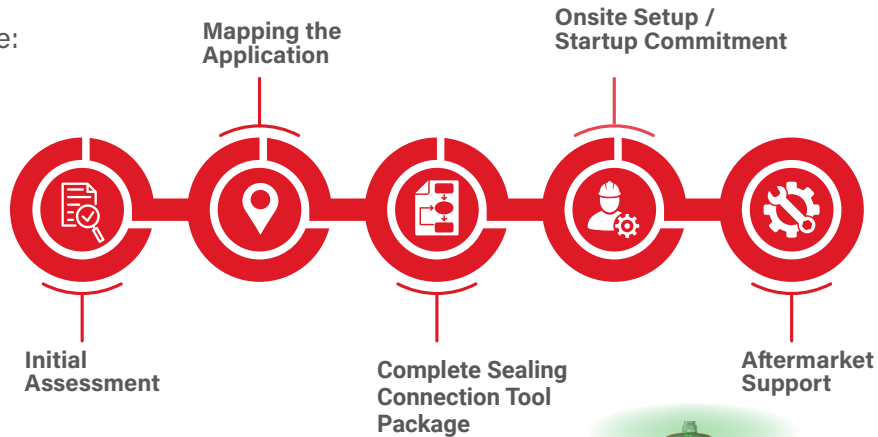 e:
Mapping the
Application
Onsite Setup /
Startup Commitment
Initial
Assessment
Complete Sealing
Connection Tool
Package
Aftermarket
Support